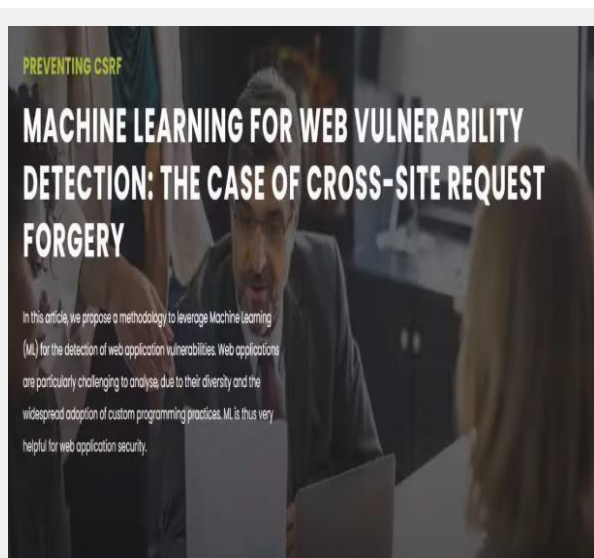 PREVENTING CSRF
MACHINE LEARNING FOR WEB VULNERABILITY
DETECTION: THE CASE OF CROSS-SITE REQUEST
FORGERY
In this article, we propose a methodology to leverage Machine Learning
(ML) for the detection of web application vulnerabilities. Web applications
are particularly challenging to analyse, due to their diversity and the
widespread adoption of custom programming practices. ML is thus very
helpful for web application security.